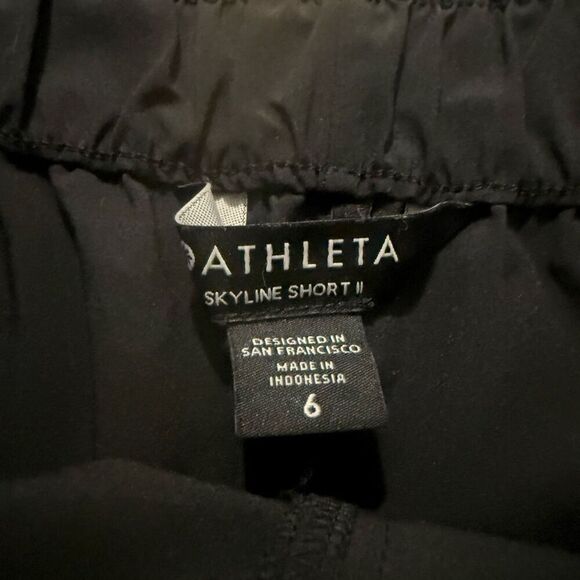 ATHLETA
SKYLINE SHORT II
DESIGNED IN
SAN FRANCISCO
MADE IN
INDONESIA
6